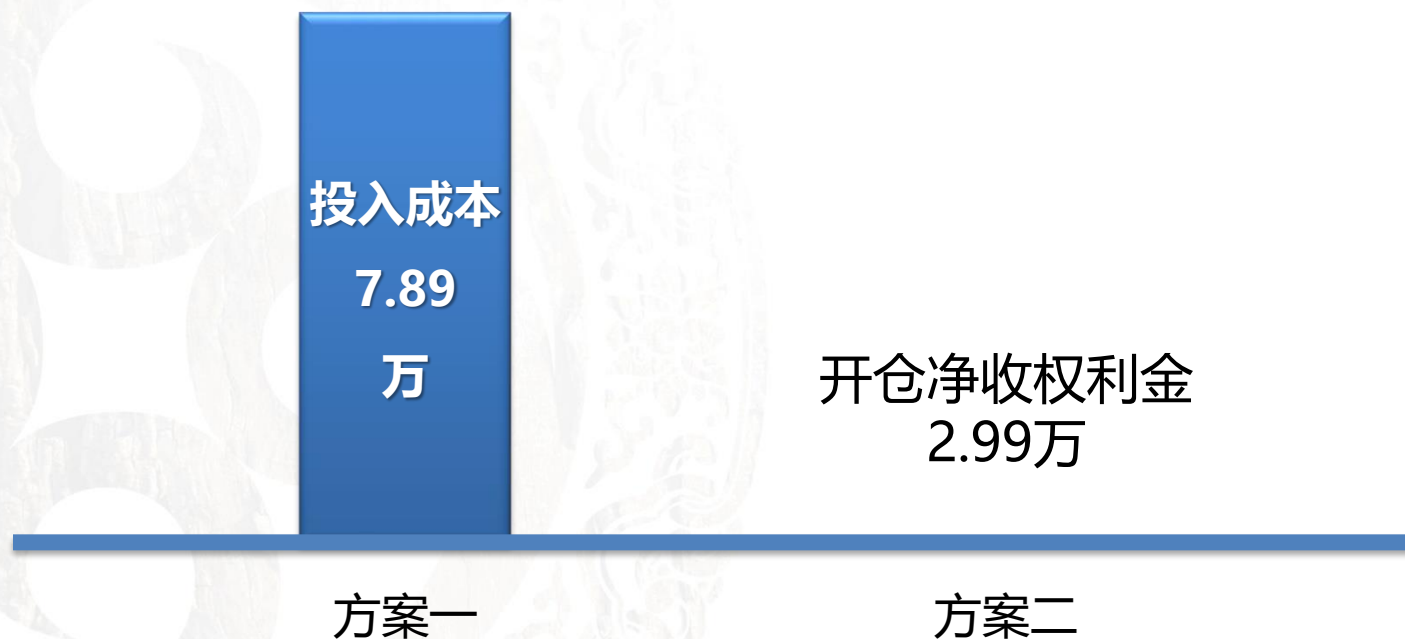 投入成本
7.89
万
开仓净收权利金
2.99万
方案一
方案二